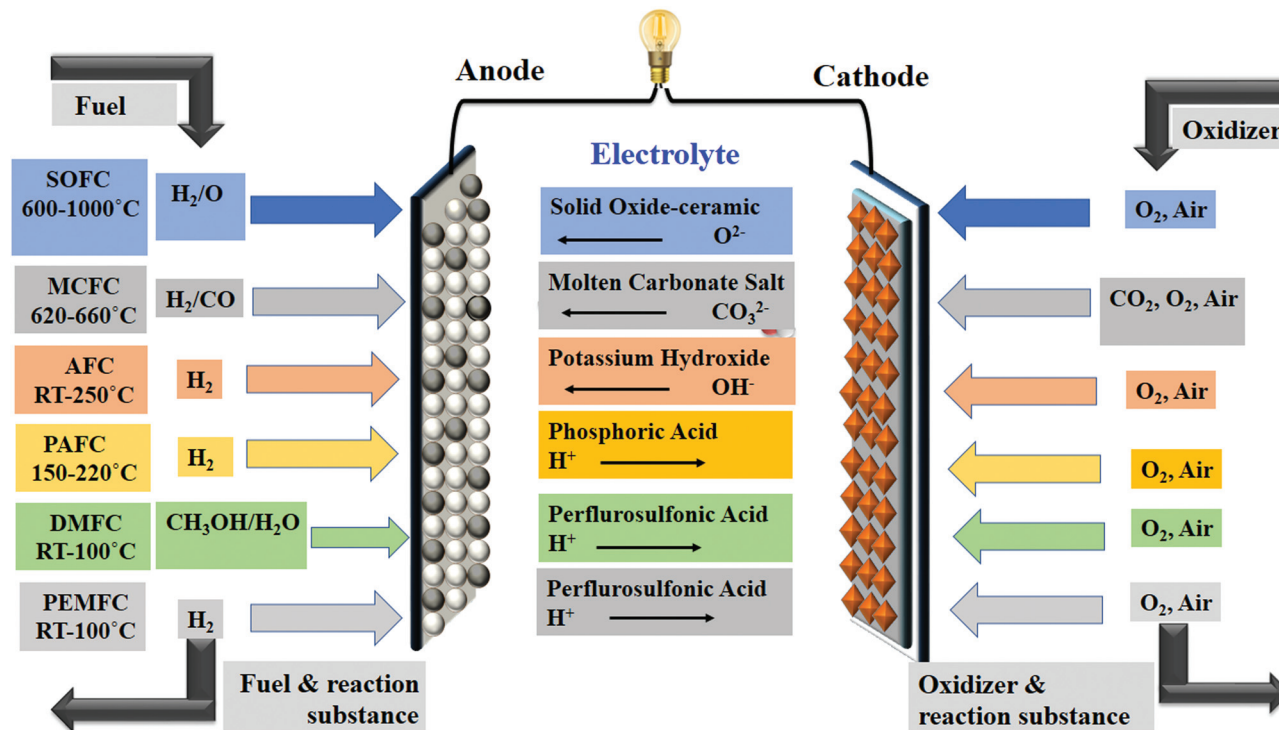 Anode
Cathode
Fuel
Oxidizer
Electrolyte
SOFC
600-1000˚C
H₂/O
Solid Oxide-ceramic
O²⁻
O₂, Air
MCFC
620-660˚C
H₂/CO
Molten Carbonate Salt
CO₃²⁻
CO₂, O₂, Air
AFC
RT-250˚C
H₂
Potassium Hydroxide
OH⁻
O₂, Air
PAFC
150-220˚C
H₂
Phosphoric Acid
H⁺
O₂, Air
DMFC
RT-100˚C
CH₃OH/H₂O
Perflurosulfonic Acid
H⁺
O₂, Air
PEMFC
RT-100˚C
H₂
Perflurosulfonic Acid
H⁺
O₂, Air
Fuel & reaction
substance
Oxidizer &
reaction substance